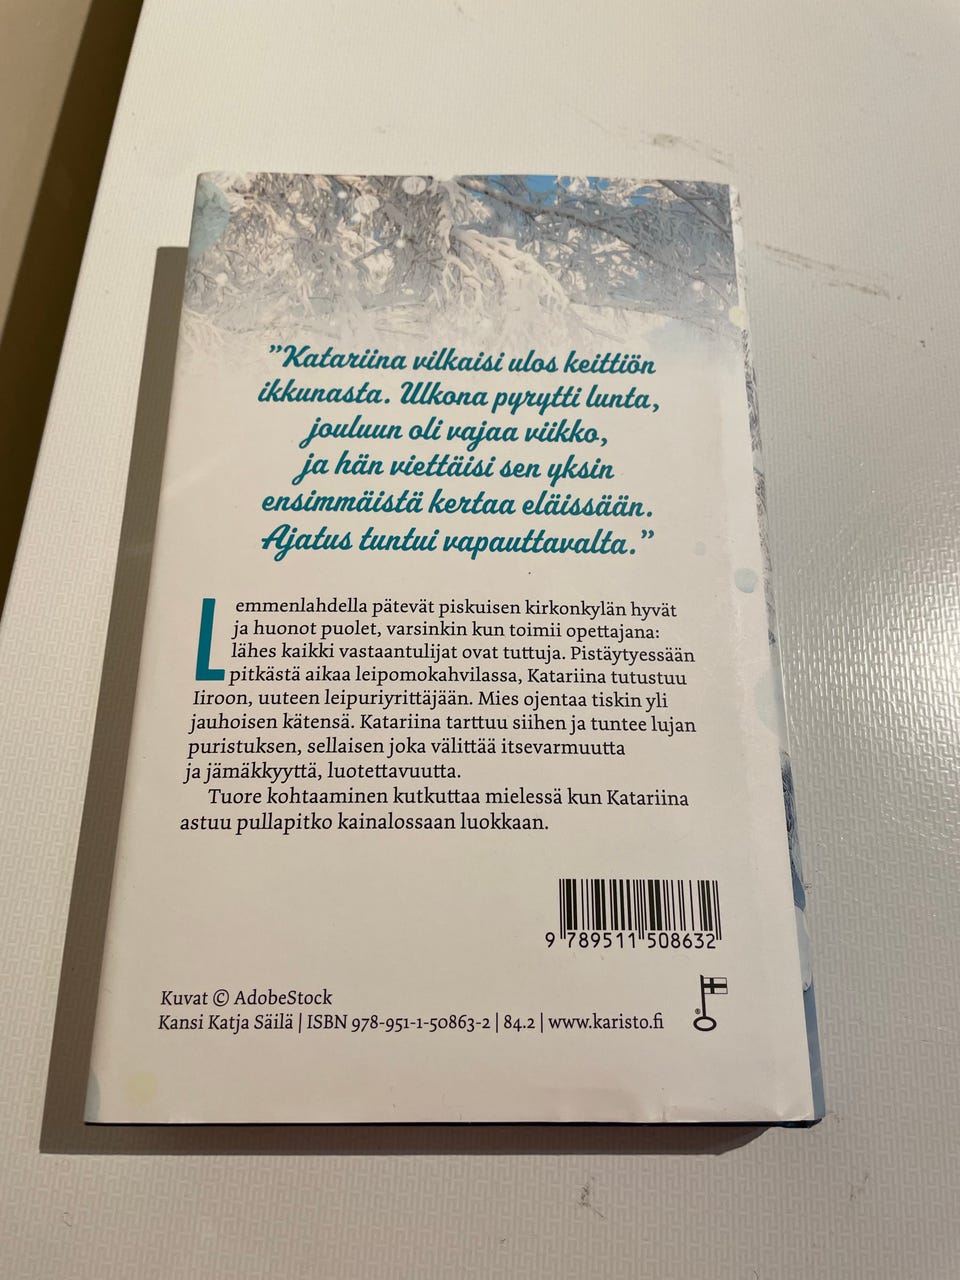 ”Katariina vilkaisi ulos keittiön
ikkunasta. Ulkona pyrytti lunta,
jouluun oli vajaa viikko,
ja hän viettäisi sen yksin
ensimmäistä kertaa eläissään.
Ajatus tuntui vapauttavalta.”
Lemmenlahdella pätevät piskuisen kirkonkylän hyvät
ja huonot puolet, varsinkin kun toimii opettajana:
lähes kaikki vastaantulijat ovat tuttuja. Pistäytyessään
pitkästä aikaa leipomokahvilassa, Katariina tutustuu
Iiroon, uuteen leipuriyrittäjään. Mies ojentaa tiskin yli
jauhoisen kätensä. Katariina tarttuu siihen ja tuntee lujan
puristuksen, sellaisen joka välittää itsevarmuutta
ja jämäkkyyttä, luotettavuutta.
Tuore kohtaaminen kutkuttaa mielessä kun Katariina
astuu pullapitko kainalossaan luokkaan.
9 789511 508632
Kuvat © AdobeStock
Kansi Katja Säilä | ISBN 978-951-1-50863-2 | 84.2 | www.karisto.fi
®